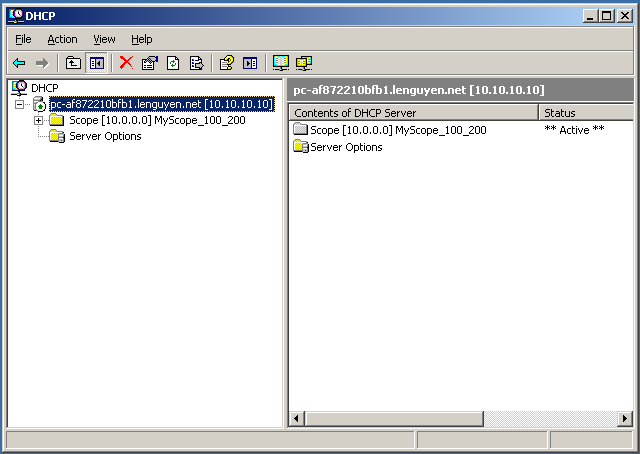 DHCP
File Action View Help
DHCP
pc-af872210bfb1.lenguyen.net [10.10.10.10]
Scope [10.0.0.0] MyScope_100_200
Server Options
pc-af872210bfb1.lenguyen.net [10.10.10.10]
Contents of DHCP Server Status
Scope [10.0.0.0] MyScope_100_200 ** Active **
Server Options